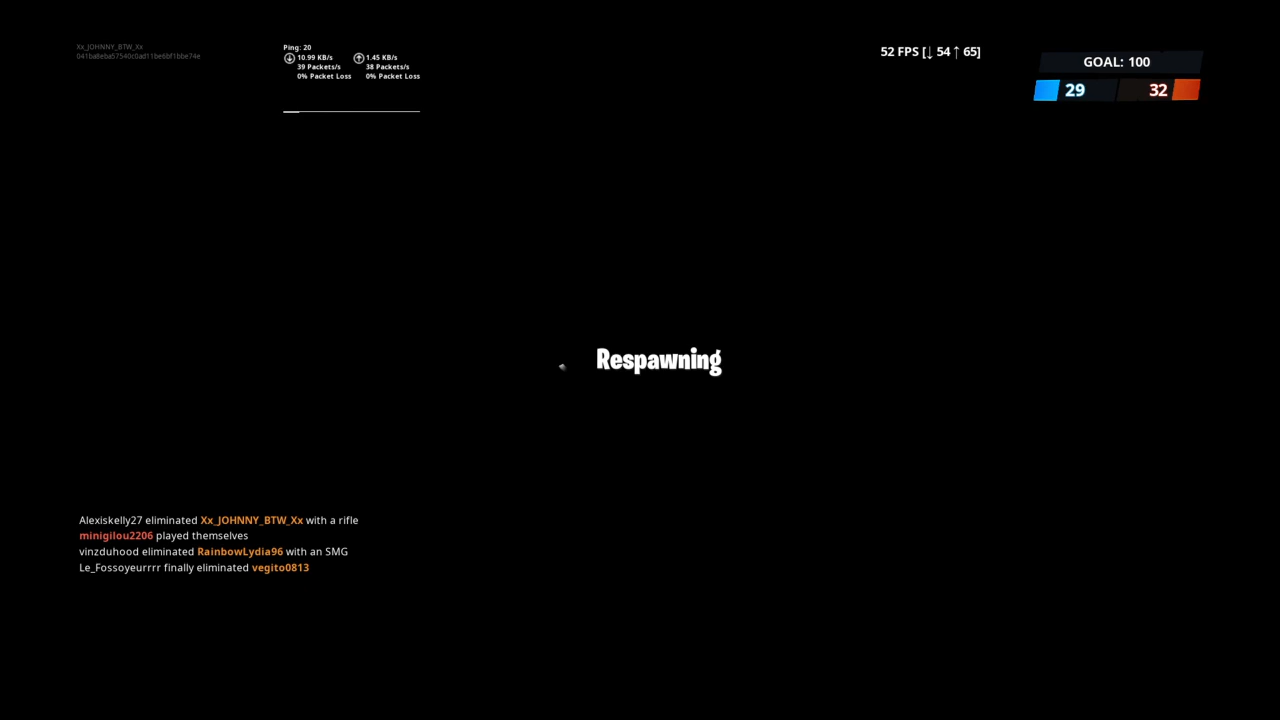 Xx_JOHNNY_BTW_Xx
Ping: 20
10.99 KB/s
1.45 KB/s
39 Packets/s
38 Packets/s
0% Packet Loss
0% Packet Loss
52 FPS [↓ 54 ↑ 65]
GOAL: 100
29
32
Respawning
Alexiskelly27 eliminated Xx_JOHNNY_BTW_Xx with a rifle
minigilou2206 played themselves
vinzduhood eliminated RainbowLydia96 with an SMG
Le_Fossoyeurrrr finally eliminated vegito0813